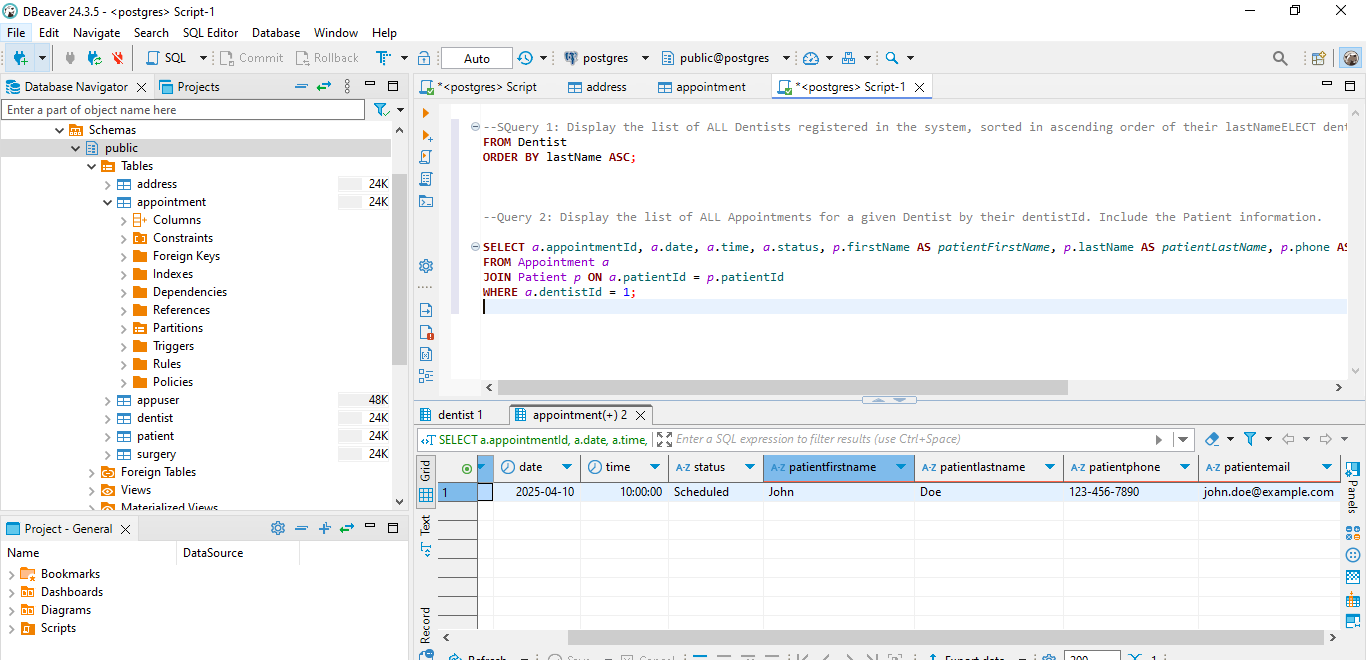 DBeaver 24.3.5 - <postgres> Script-1
File Edit Navigate Search SQL Editor Database Window Help
SQL Commit Rollback Auto postgres public@postgres
Database Navigator Projects
*<postgres> Script address appointment *<postgres> Script-1
Enter a part of object name here
Schemas
public
Tables
address 24K
appointment 24K
Columns
Constraints
Foreign Keys
Indexes
Dependencies
References
Partitions
Triggers
Rules
Policies
appuser 48K
dentist 24K
patient 24K
surgery 24K
Foreign Tables
Views
Materialized Views
Project - General
Name DataSource
Bookmarks
Dashboards
Diagrams
Scripts
--SQuery 1: Display the list of ALL Dentists registered in the system, sorted in ascending order of their lastNameELECT dent
FROM Dentist
ORDER BY lastName ASC;
--Query 2: Display the list of ALL Appointments for a given Dentist by their dentistId. Include the Patient information.
SELECT a.appointmentId, a.date, a.time, a.status, p.firstName AS patientFirstName, p.lastName AS patientLastName, p.phone AS
FROM Appointment a
JOIN Patient p ON a.patientId = p.patientId
WHERE a.dentistId = 1;
dentist 1 appointment(+) 2
SELECT a.appointmentId, a.date, a.time, Enter a SQL expression to filter results (use Ctrl+Space)
Grid
Text
Record
date time status patientfirstname patientlastname patientphone patientemail
1 2025-04-10 10:00:00 Scheduled John Doe 123-456-7890 john.doe@example.com
Panels
Refresh Save Cancel Export data 200 1